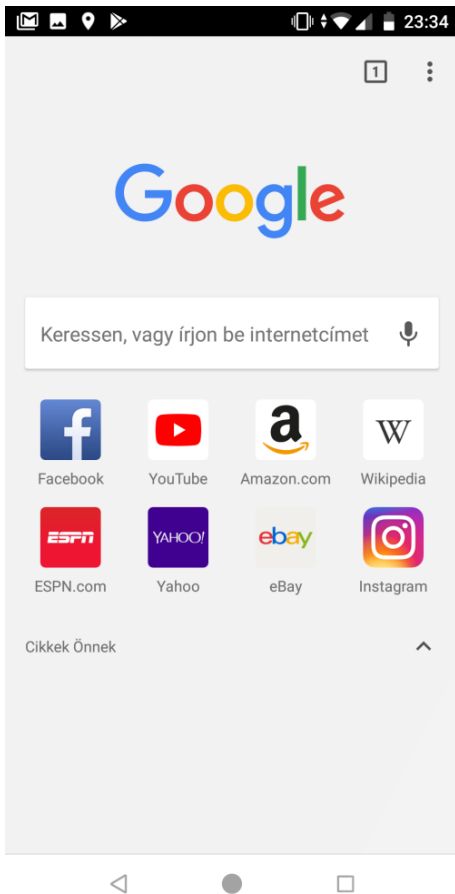 23:34
1
Google
Keressen, vagy írjon be internetcímet
f
a
W
Facebook YouTube Amazon.com Wikipedia
ESPN YAHOO! ebay
ESPN.com Yahoo eBay Instagram
Cikkek Önnek